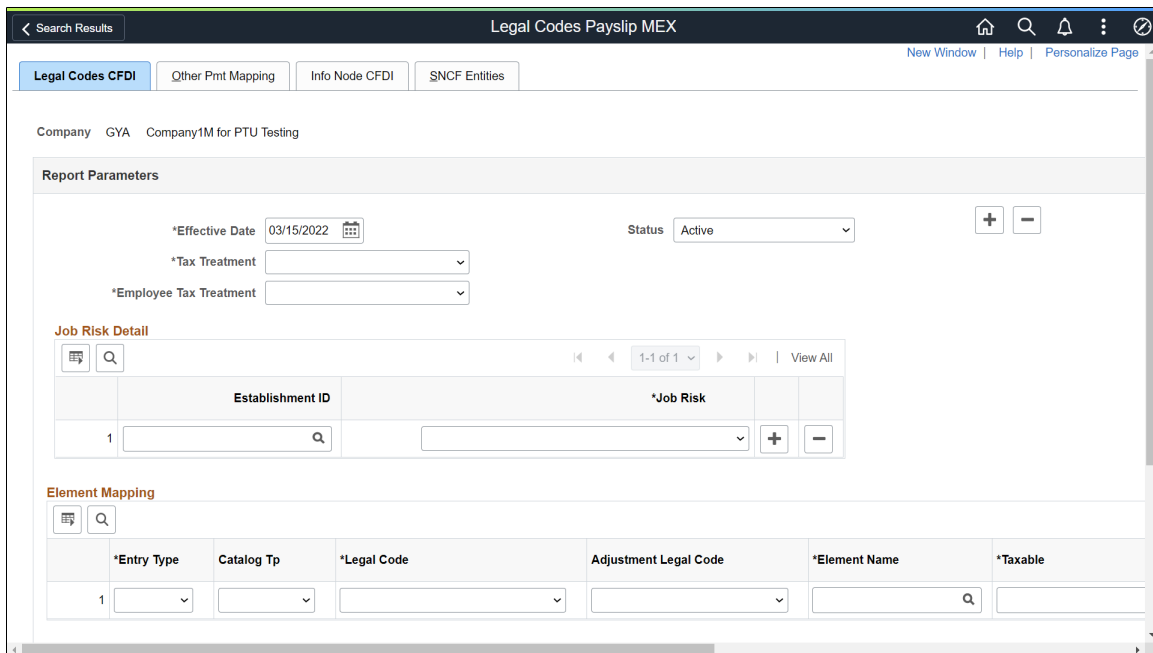 Search Results
Legal Codes Payslip MEX
New Window | Help | Personalize Page
Legal Codes CFDI
Other Pmt Mapping
Info Node CFDI
SNCF Entities
Company GYA Company1M for PTU Testing
Report Parameters
*Effective Date 03/15/2022
Status Active
*Tax Treatment
*Employee Tax Treatment
Job Risk Detail
1-1 of 1 | View All
Establishment ID *Job Risk
1
Element Mapping
*Entry Type Catalog Tp *Legal Code Adjustment Legal Code *Element Name *Taxable
1